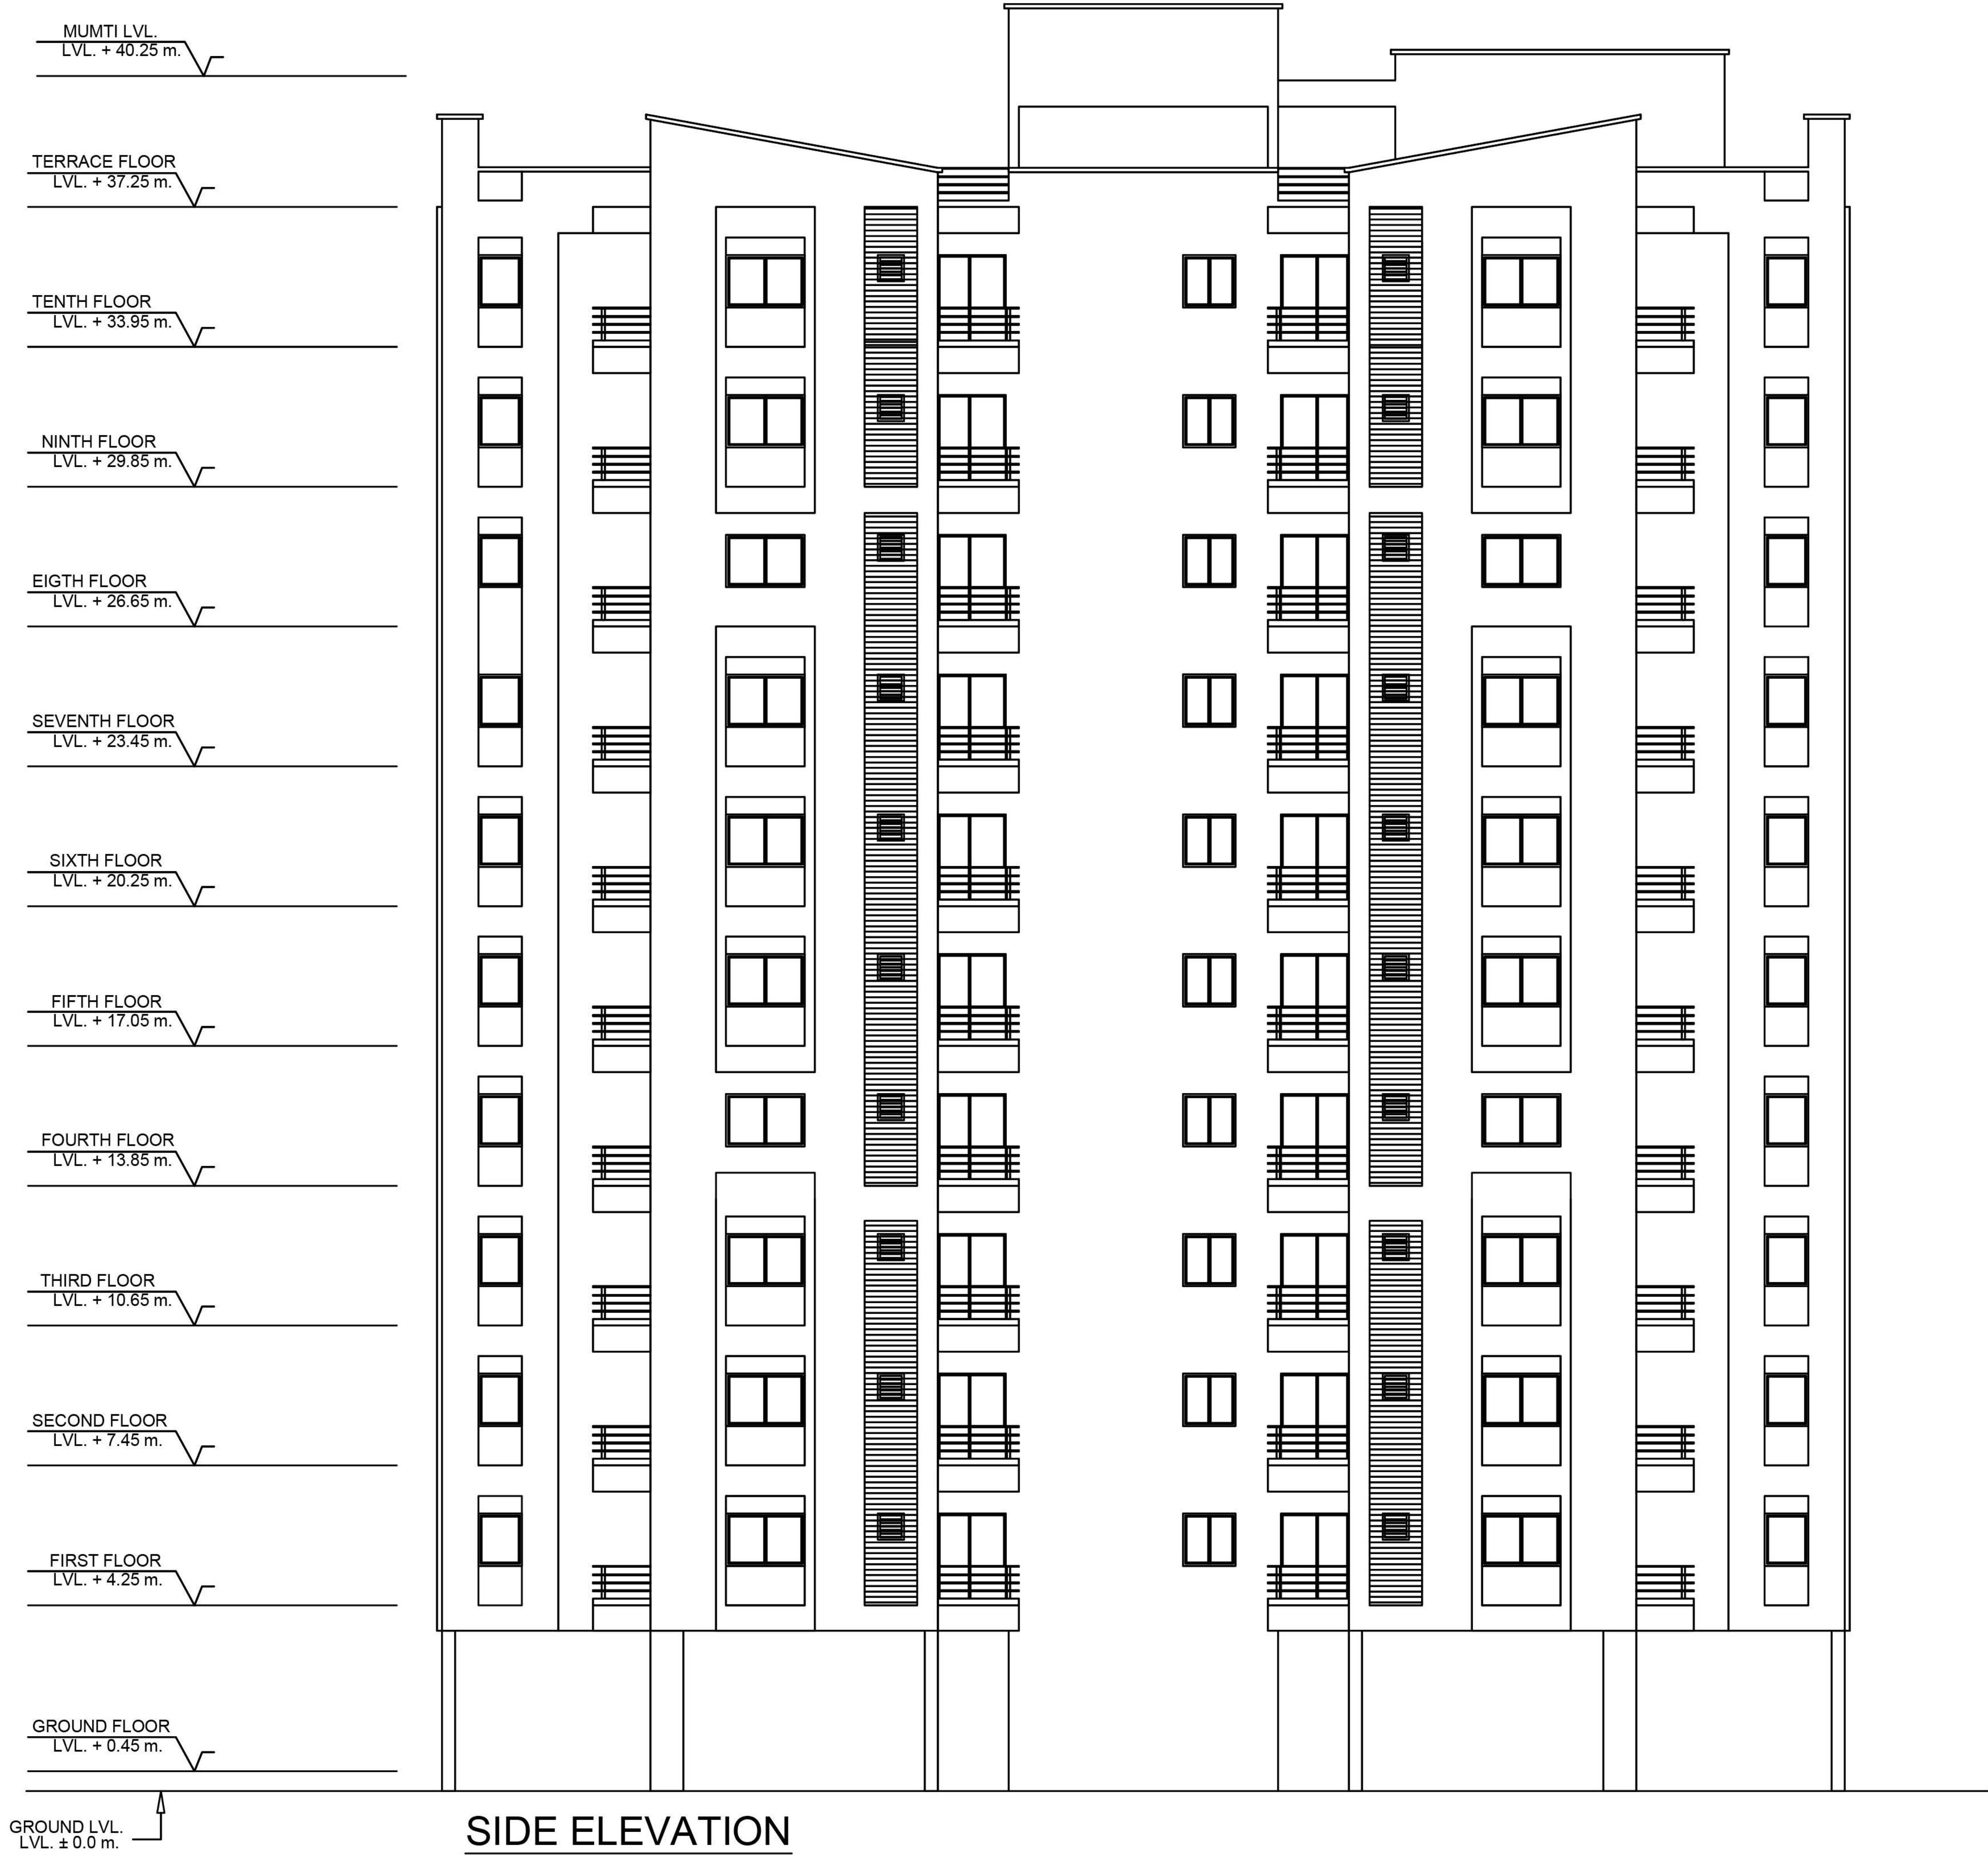 MUMTI LVL.
LVL. + 40.25 m.
TERRACE FLOOR
LVL. + 37.25 m.
TENTH FLOOR
LVL. + 33.95 m.
NINTH FLOOR
LVL. + 29.85 m.
EIGTH FLOOR
LVL. + 26.65 m.
SEVENTH FLOOR
LVL. + 23.45 m.
SIXTH FLOOR
LVL. + 20.25 m.
FIFTH FLOOR
LVL. + 17.05 m.
FOURTH FLOOR
LVL. + 13.85 m.
THIRD FLOOR
LVL. + 10.65 m.
SECOND FLOOR
LVL. + 7.45 m.
FIRST FLOOR
LVL. + 4.25 m.
GROUND FLOOR
LVL. + 0.45 m.
GROUND LVL.
LVL. ± 0.0 m.
SIDE ELEVATION